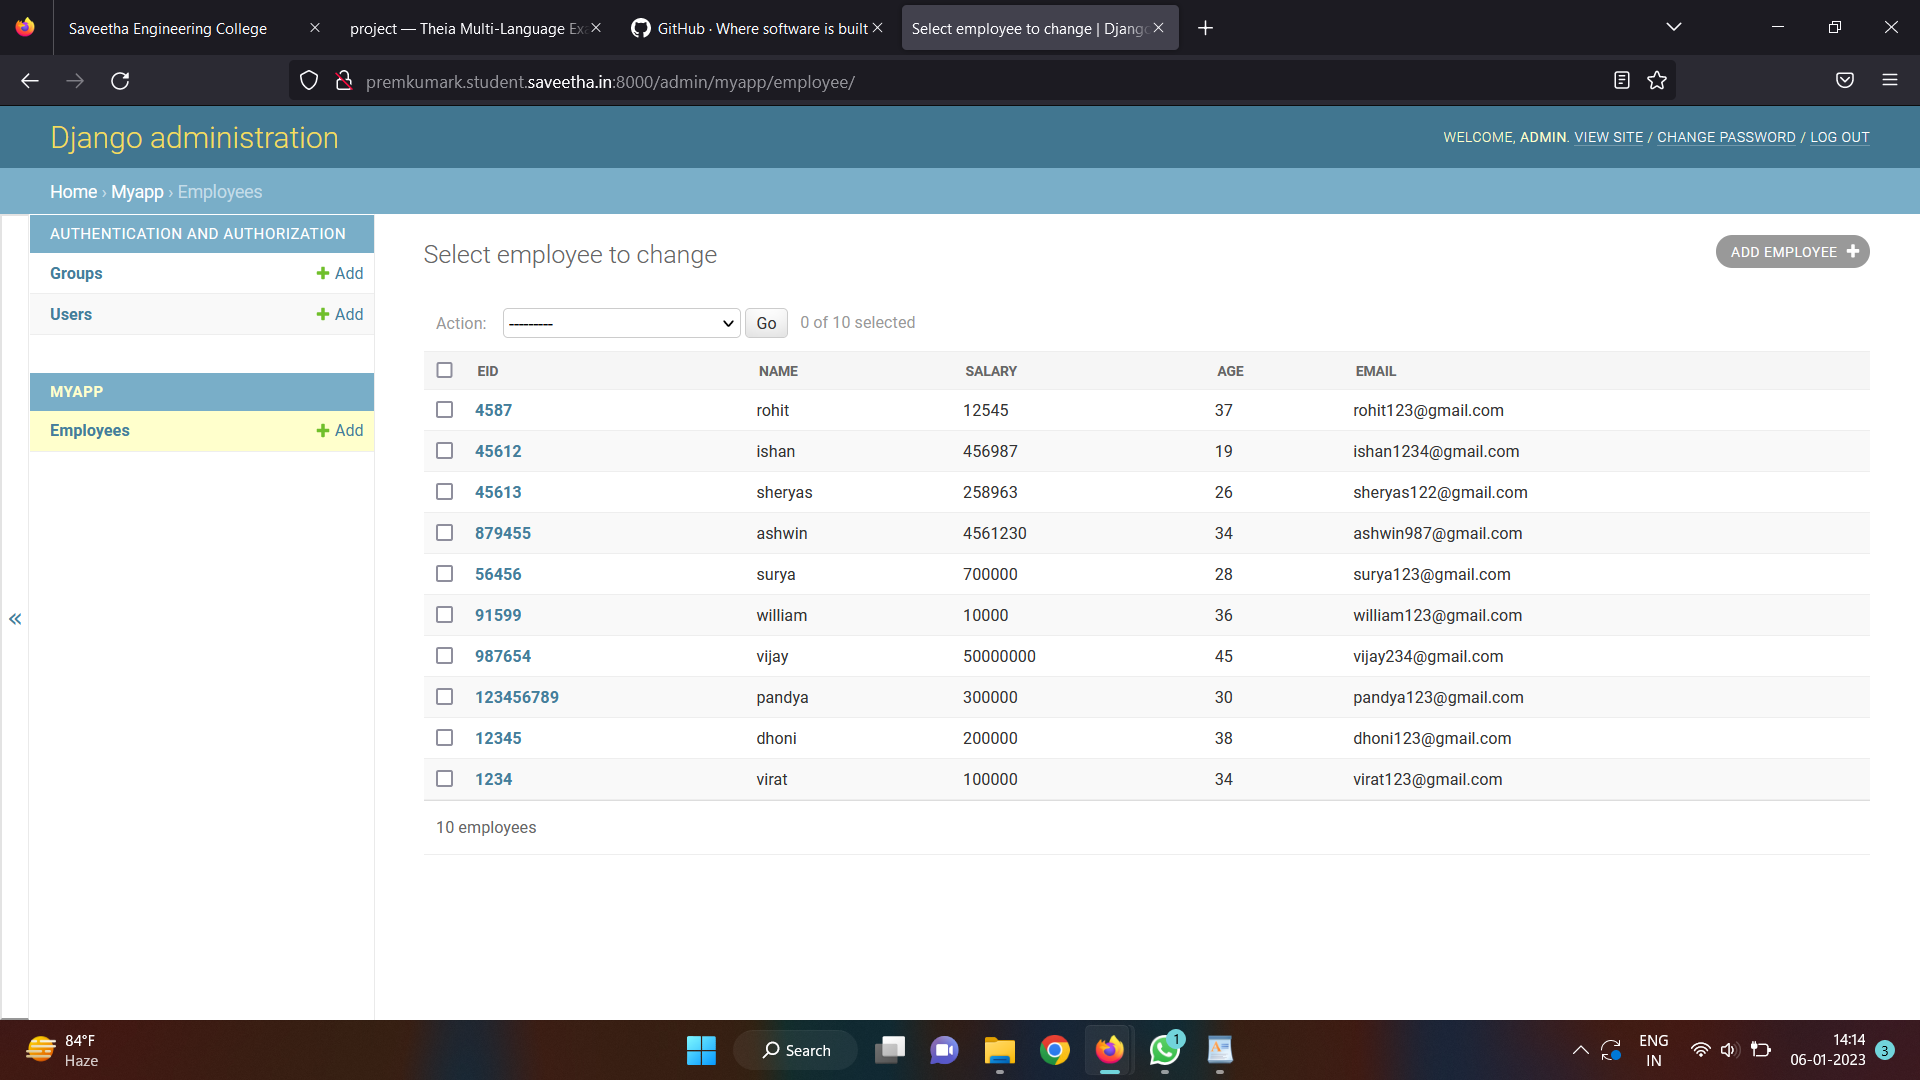 Saveetha Engineering College
project — Theia Multi-Language Ex
GitHub · Where software is built
Select employee to change | Djang
premkumark.student.saveetha.in:8000/admin/myapp/employee/
Django administration
WELCOME, ADMIN. VIEW SITE / CHANGE PASSWORD / LOG OUT
Home › Myapp › Employees
AUTHENTICATION AND AUTHORIZATION
Groups + Add
Users + Add
MYAPP
Employees + Add
«
Select employee to change
ADD EMPLOYEE +
Action: --------- Go 0 of 10 selected
EID NAME SALARY AGE EMAIL
4587 rohit 12545 37 rohit123@gmail.com
45612 ishan 456987 19 ishan1234@gmail.com
45613 sheryas 258963 26 sheryas122@gmail.com
879455 ashwin 4561230 34 ashwin987@gmail.com
56456 surya 700000 28 surya123@gmail.com
91599 william 10000 36 william123@gmail.com
987654 vijay 50000000 45 vijay234@gmail.com
123456789 pandya 300000 30 pandya123@gmail.com
12345 dhoni 200000 38 dhoni123@gmail.com
1234 virat 100000 34 virat123@gmail.com
10 employees
84°F
Haze
Search
1
ENG
IN
14:14
06-01-2023
3